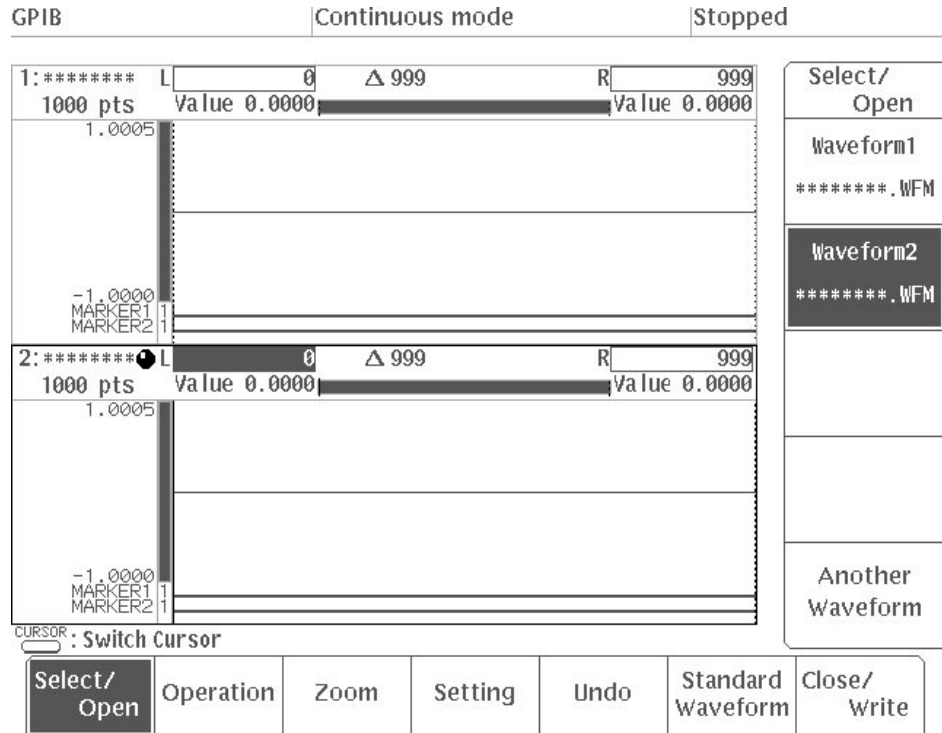 GPIB Continuous mode Stopped
1:******** L 0 Δ 999 R 999
1000 pts Value 0.0000 Value 0.0000
1.0005
-1.0000
MARKER1 1
MARKER2 1
2:******** L 0 Δ 999 R 999
1000 pts Value 0.0000 Value 0.0000
1.0005
-1.0000
MARKER1 1
MARKER2 1
CURSOR : Switch Cursor
Select/
Open
Waveform1
********.WFM
Waveform2
********.WFM
Another
Waveform
Select/
Open
Operation
Zoom
Setting
Undo
Standard
Waveform
Close/
Write